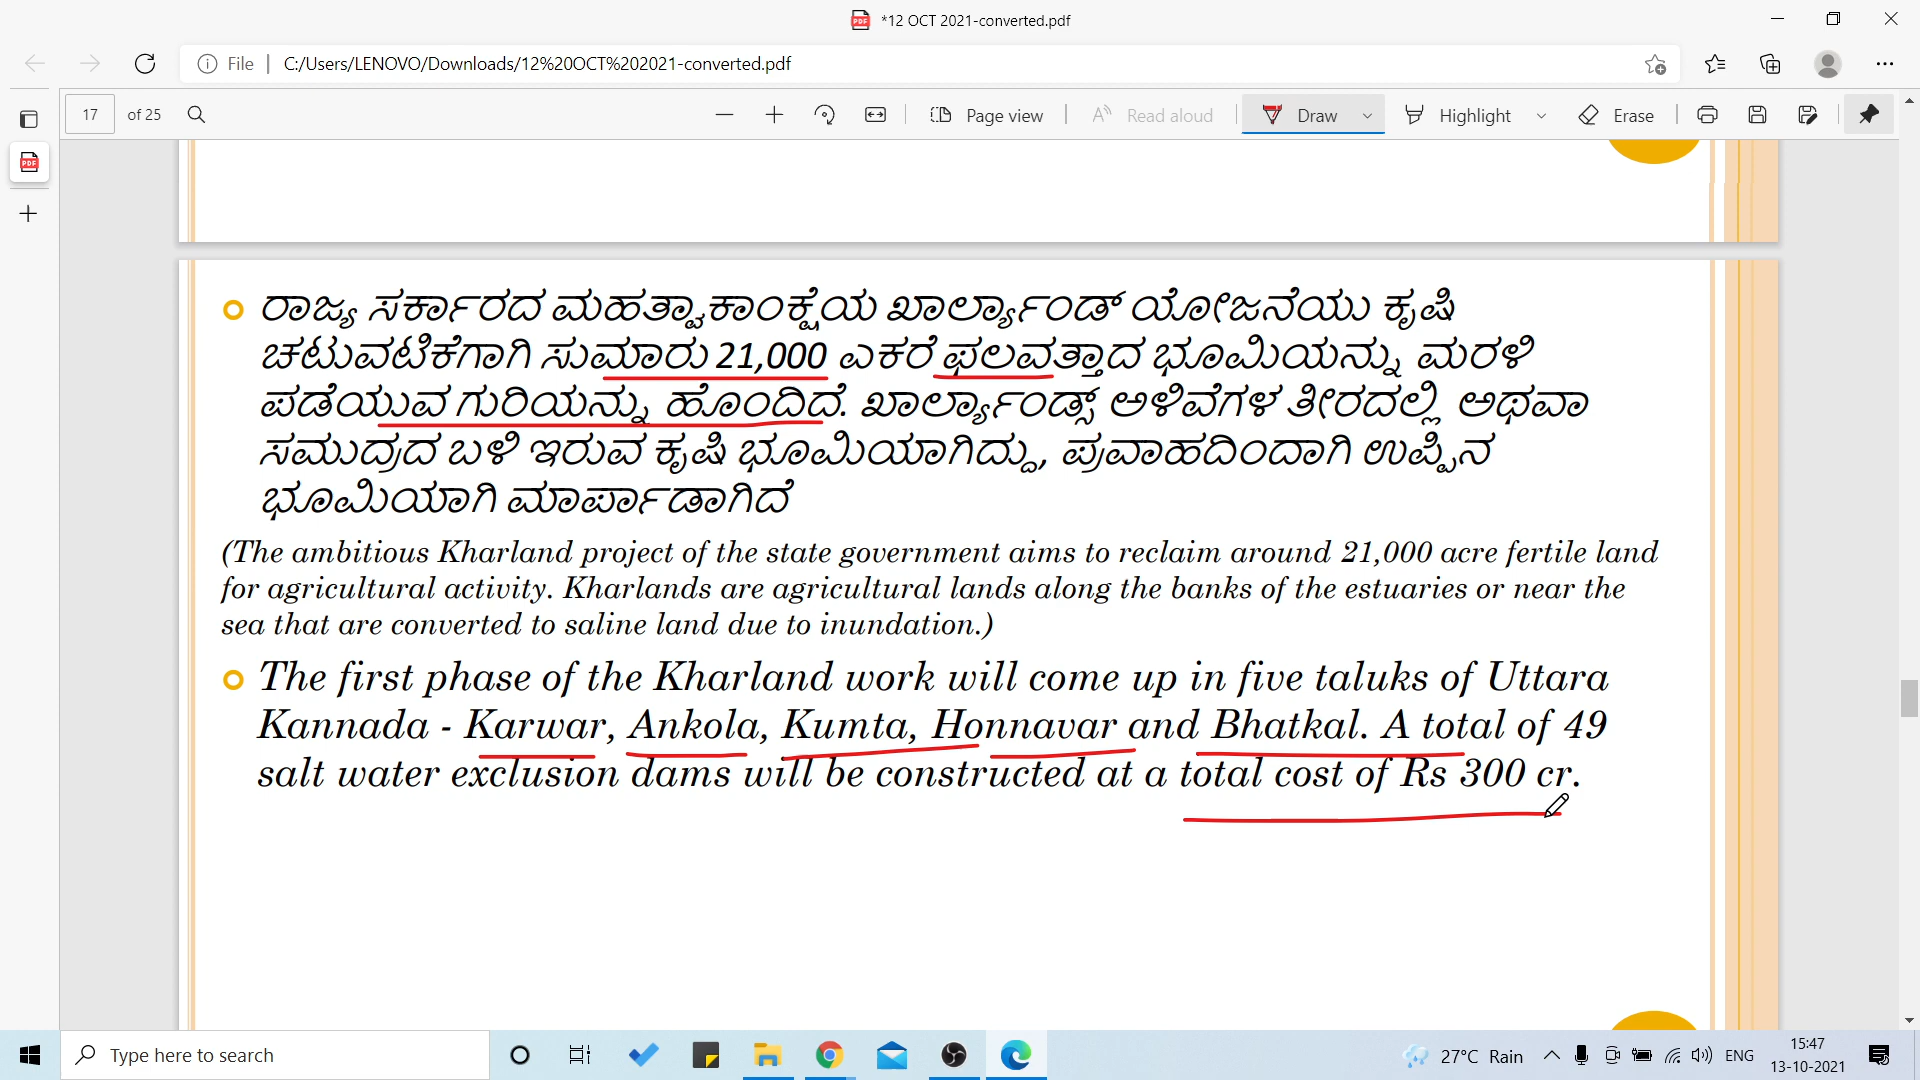 *12 OCT 2021-converted.pdf
File | C:/Users/LENOVO/Downloads/12%20OCT%202021-converted.pdf
17 of 25 Page view Read aloud Draw Highlight Erase
ರಾಜ್ಯ ಸರ್ಕಾರದ ಮಹತ್ವಾಕಾಂಕ್ಷೆಯ ಖಾರ್ಲ್ಯಾಂಡ್ ಯೋಜನೆಯು ಕೃಷಿ
ಚಟುವಟಿಕೆಗಾಗಿ ಸುಮಾರು 21,000 ಎಕರೆ ಫಲವತ್ತಾದ ಭೂಮಿಯನ್ನು ಮರಳಿ
ಪಡೆಯುವ ಗುರಿಯನ್ನು ಹೊಂದಿದೆ. ಖಾರ್ಲ್ಯಾಂಡ್ಸ್ ಅಳಿವೆಗಳ ತೀರದಲ್ಲಿ ಅಥವಾ
ಸಮುದ್ರದ ಬಳಿ ಇರುವ ಕೃಷಿ ಭೂಮಿಯಾಗಿದ್ದು, ಪ್ರವಾಹದಿಂದಾಗಿ ಉಪ್ಪಿನ
ಭೂಮಿಯಾಗಿ ಮಾರ್ಪಾಡಾಗಿದೆ
(The ambitious Kharland project of the state government aims to reclaim around 21,000 acre fertile land
for agricultural activity. Kharlands are agricultural lands along the banks of the estuaries or near the
sea that are converted to saline land due to inundation.)
The first phase of the Kharland work will come up in five taluks of Uttara
Kannada - Karwar, Ankola, Kumta, Honnavar and Bhatkal. A total of 49
salt water exclusion dams will be constructed at a total cost of Rs 300 cr.
Type here to search 27°C Rain ENG 15:47
13-10-2021